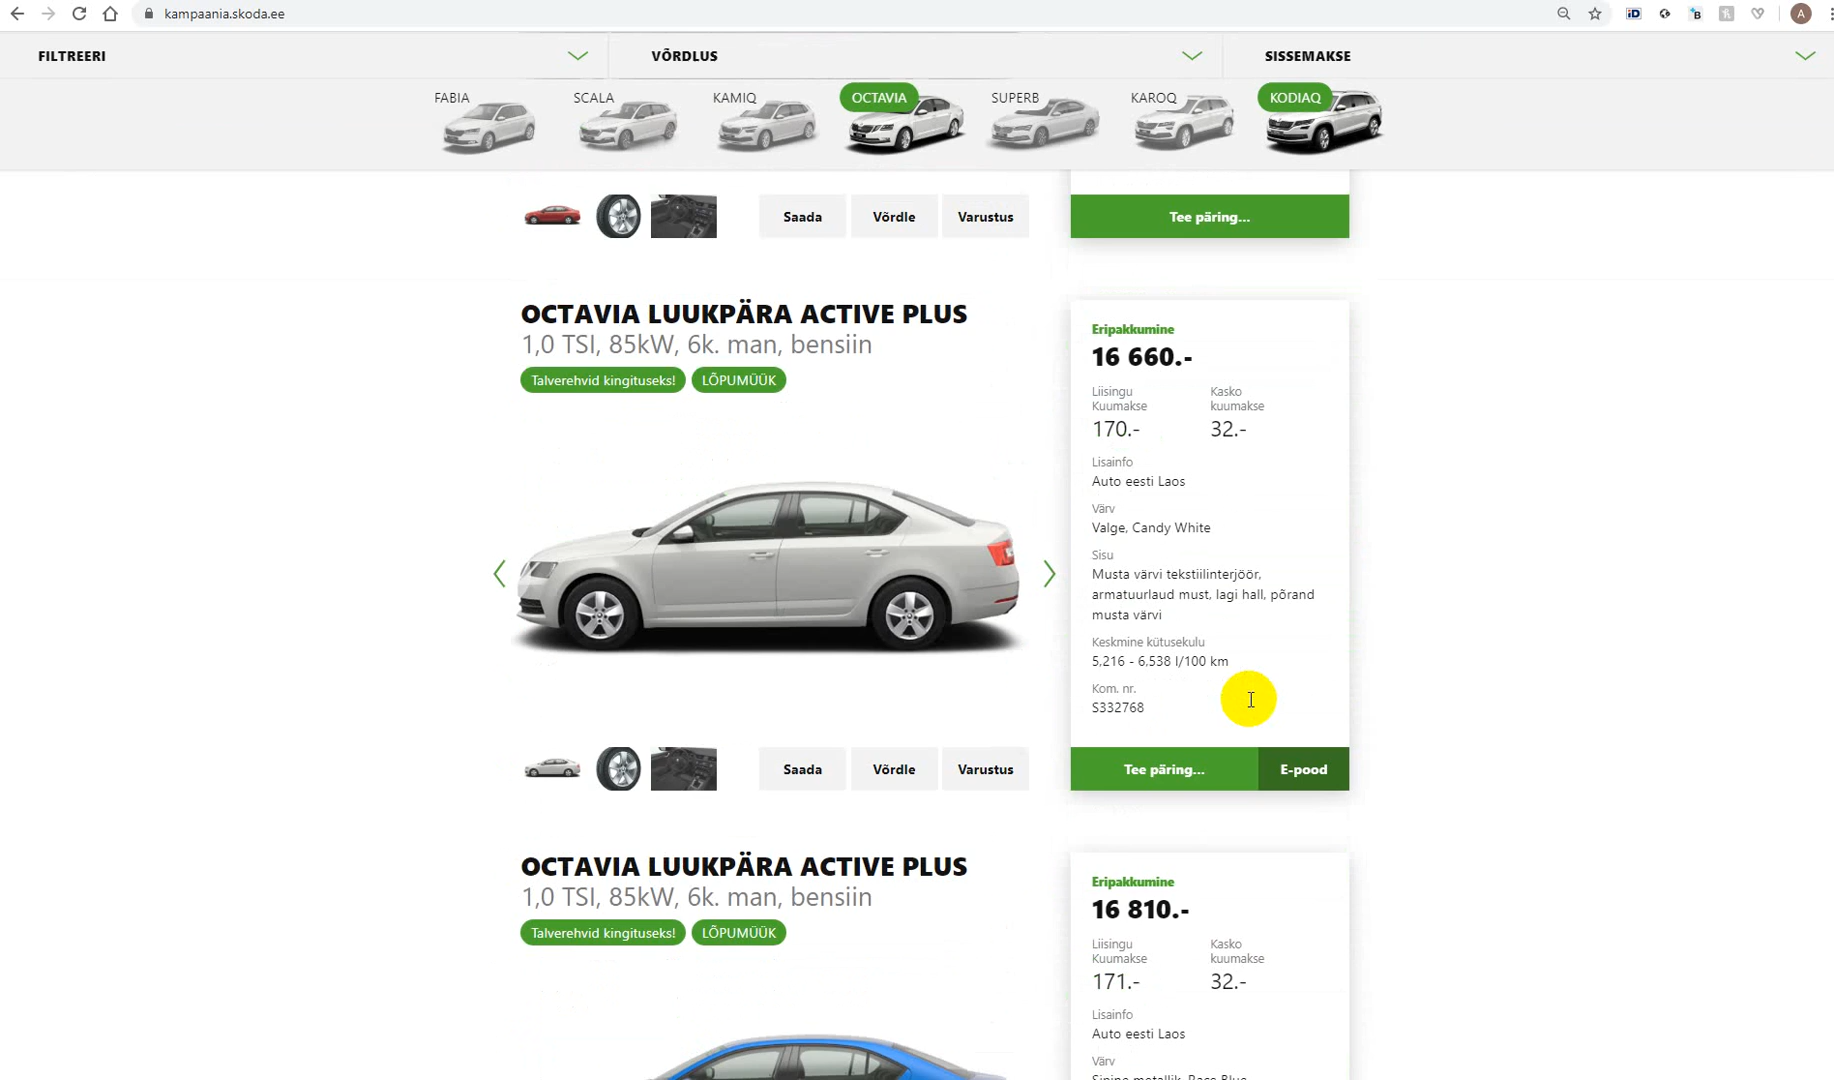 kampaania.skoda.ee
A
FILTREERI
VÕRDLUS
SISSEMAKSE
FABIA
SCALA
KAMIQ
OCTAVIA
SUPERB
KAROQ
KODIAQ
Saada
Võrdle
Varustus
Tee päring...
OCTAVIA LUUKPÄRA ACTIVE PLUS
1,0 TSI, 85kW, 6k. man, bensiin
Talverehvid kingituseks!
LÕPUMÜÜK
Eripakkumine
16 660.-
Liisingu
Kuumakse
170.-
Kasko
kuumakse
32.-
Lisainfo
Auto eesti Laos
Värv
Valge, Candy White
Sisu
Musta värvi tekstiilinterjöör,
armatuurlaud must, lagi hall, põrand
musta värvi
Keskmine kütusekulu
5,216 - 6,538 l/100 km
Kom. nr.
S332768
Saada
Võrdle
Varustus
Tee päring...
E-pood
OCTAVIA LUUKPÄRA ACTIVE PLUS
1,0 TSI, 85kW, 6k. man, bensiin
Talverehvid kingituseks!
LÕPUMÜÜK
Eripakkumine
16 810.-
Liisingu
Kuumakse
171.-
Kasko
kuumakse
32.-
Lisainfo
Auto eesti Laos
Värv
Sinine metallik, Race Blue